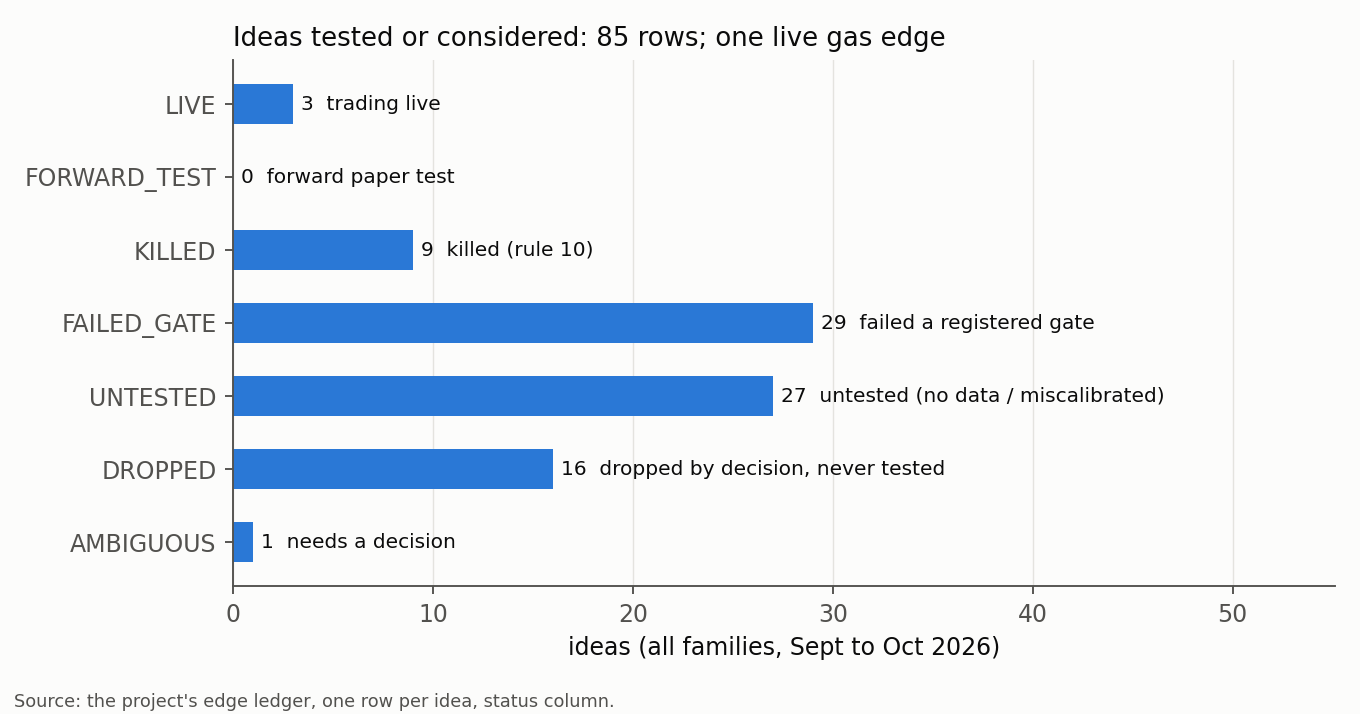 Ideas tested or considered: 85 rows; one live gas edge
LIVE 3 trading live
FORWARD_TEST 0 forward paper test
KILLED 9 killed (rule 10)
FAILED_GATE 29 failed a registered gate
UNTESTED 27 untested (no data / miscalibrated)
DROPPED 16 dropped by decision, never tested
AMBIGUOUS 1 needs a decision
0 10 20 30 40 50
ideas (all families, Sept to Oct 2026)
Source: the project's edge ledger, one row per idea, status column.